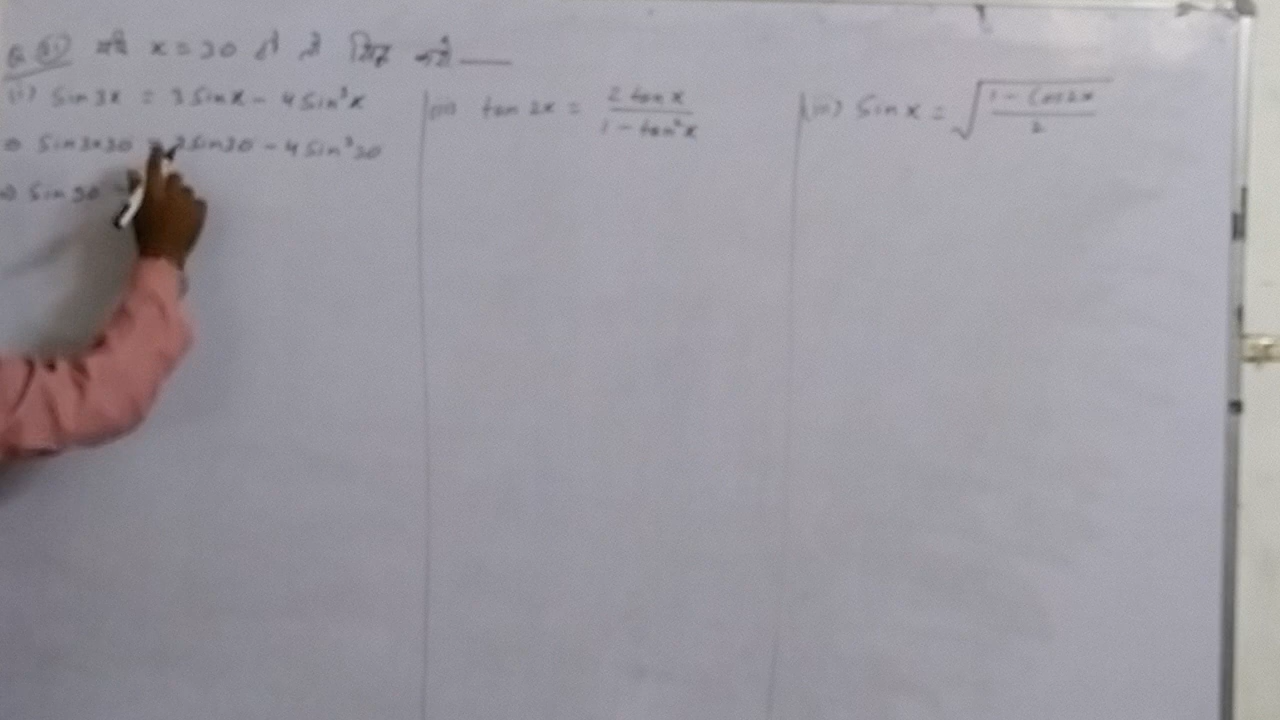 यदि x = 30 हो तो सिद्ध करो —
(i) Sin 3x = 3 Sin x - 4 Sin³x
⇒ Sin 3×30 = 3 Sin 30 - 4 Sin³30
⇒ Sin 90
(ii) tan 2x = 2 tan x / 1 - tan²x
(iii) Sin x = √(1 - Cos 2x / 2)